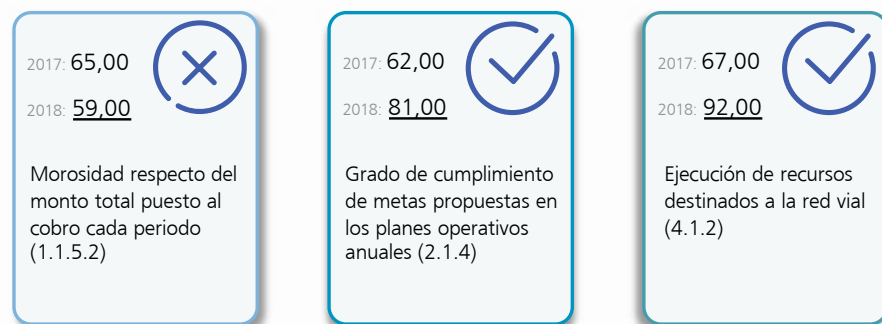 2017: 65,00
2018: 59,00
Morosidad respecto del
monto total puesto al
cobro cada periodo
(1.1.5.2)
2017: 62,00
2018: 81,00
Grado de cumplimiento
de metas propuestas en
los planes operativos
anuales (2.1.4)
2017: 67,00
2018: 92,00
Ejecución de recursos
destinados a la red vial
(4.1.2)